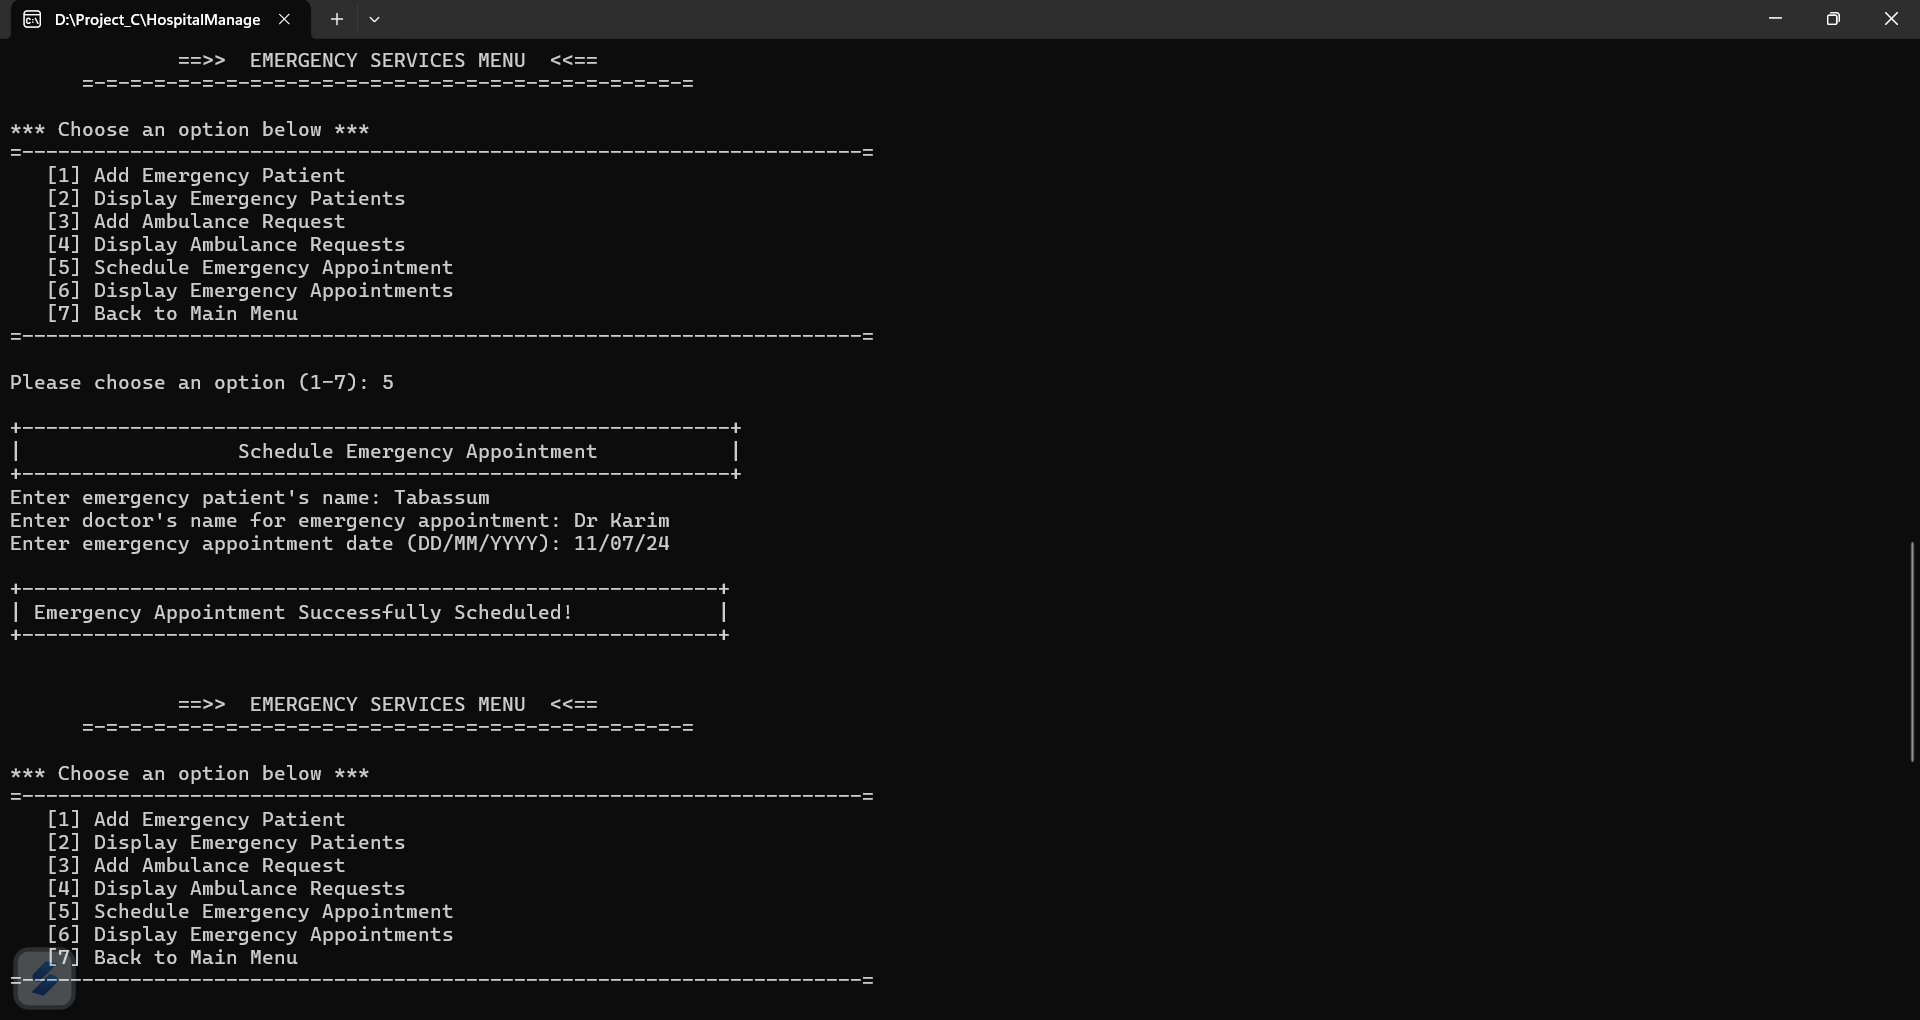 D:\Project_C\HospitalManage
==>>  EMERGENCY SERVICES MENU  <<==
=-=-=-=-=-=-=-=-=-=-=-=-=-=-=-=-=-=-=-=-=-=-=-=-=-=
*** Choose an option below ***
=----------------------------------------------------------------------=
[1] Add Emergency Patient
[2] Display Emergency Patients
[3] Add Ambulance Request
[4] Display Ambulance Requests
[5] Schedule Emergency Appointment
[6] Display Emergency Appointments
[7] Back to Main Menu
=----------------------------------------------------------------------=
Please choose an option (1-7): 5
+-----------------------------------------------------------+
|                  Schedule Emergency Appointment           |
+-----------------------------------------------------------+
Enter emergency patient's name: Tabassum
Enter doctor's name for emergency appointment: Dr Karim
Enter emergency appointment date (DD/MM/YYYY): 11/07/24
+----------------------------------------------------------+
| Emergency Appointment Successfully Scheduled!            |
+----------------------------------------------------------+
==>>  EMERGENCY SERVICES MENU  <<==
=-=-=-=-=-=-=-=-=-=-=-=-=-=-=-=-=-=-=-=-=-=-=-=-=-=
*** Choose an option below ***
=----------------------------------------------------------------------=
[1] Add Emergency Patient
[2] Display Emergency Patients
[3] Add Ambulance Request
[4] Display Ambulance Requests
[5] Schedule Emergency Appointment
[6] Display Emergency Appointments
[7] Back to Main Menu
=----------------------------------------------------------------------=